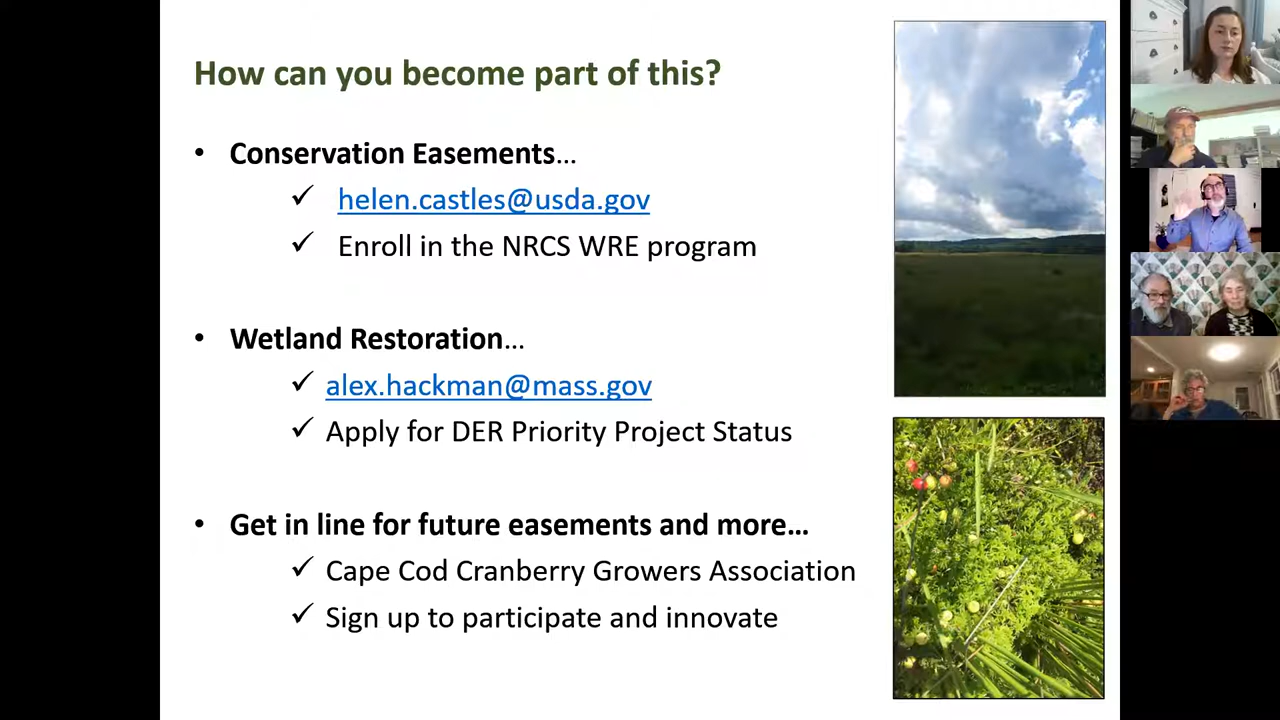 How can you become part of this?
• Conservation Easements…
✓ helen.castles@usda.gov
✓ Enroll in the NRCS WRE program
• Wetland Restoration…
✓ alex.hackman@mass.gov
✓ Apply for DER Priority Project Status
• Get in line for future easements and more…
✓ Cape Cod Cranberry Growers Association
✓ Sign up to participate and innovate